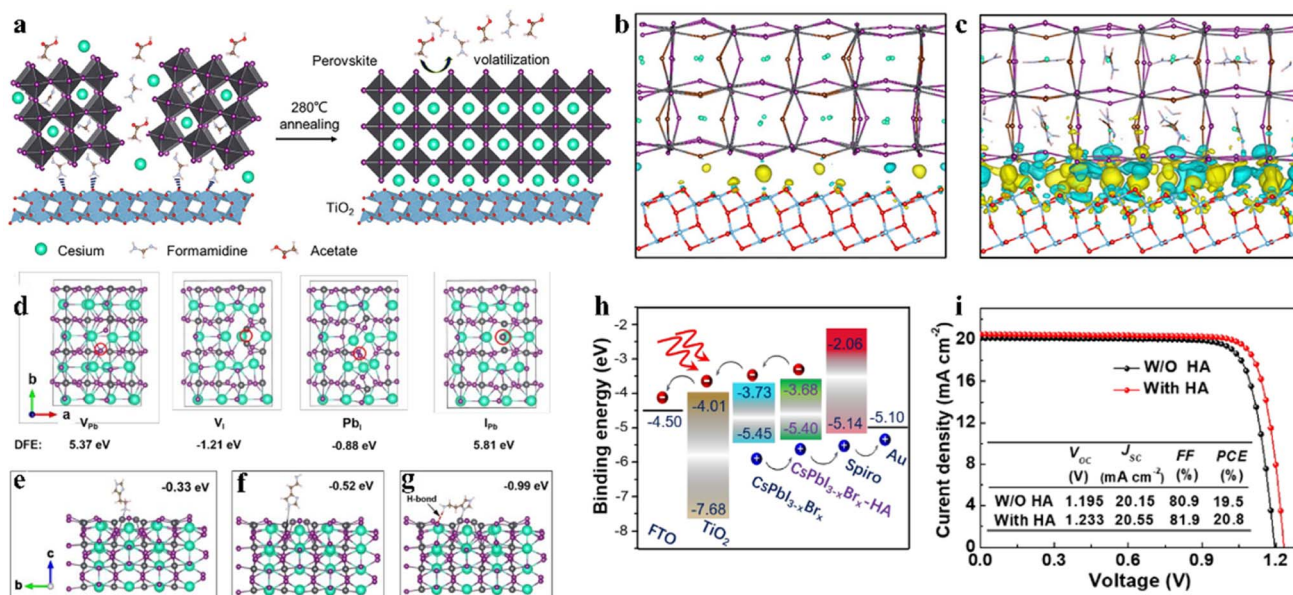 a
Perovskite
volatilization
280℃
annealing
TiO2
Cesium
Formamidine
Acetate
b
c
d
b
a
VPb
VI
PbI
IPb
DFE:
5.37 eV
-1.21 eV
-0.88 eV
5.81 eV
e
-0.33 eV
f
-0.52 eV
g
-0.99 eV
H-bond
c
b
h
Binding energy (eV)
-2
-3
-4
-5
-6
-7
-8
-4.50
-4.01
-7.68
-3.73
-5.45
-3.68
-5.40
-2.06
-5.14
-5.10
FTO
TiO2
CsPbI3-xBrx
CsPbI3-xBrx-HA
Spiro
Au
i
Curent density (mA cm-2)
20
16
12
8
4
0
W/O HA
With HA
VOC JSC FF PCE
(V) (mA cm-2) (%) (%)
W/O HA 1.195 20.15 80.9 19.5
With HA 1.233 20.55 81.9 20.8
0.0 0.3 0.6 0.9 1.2
Voltage (V)